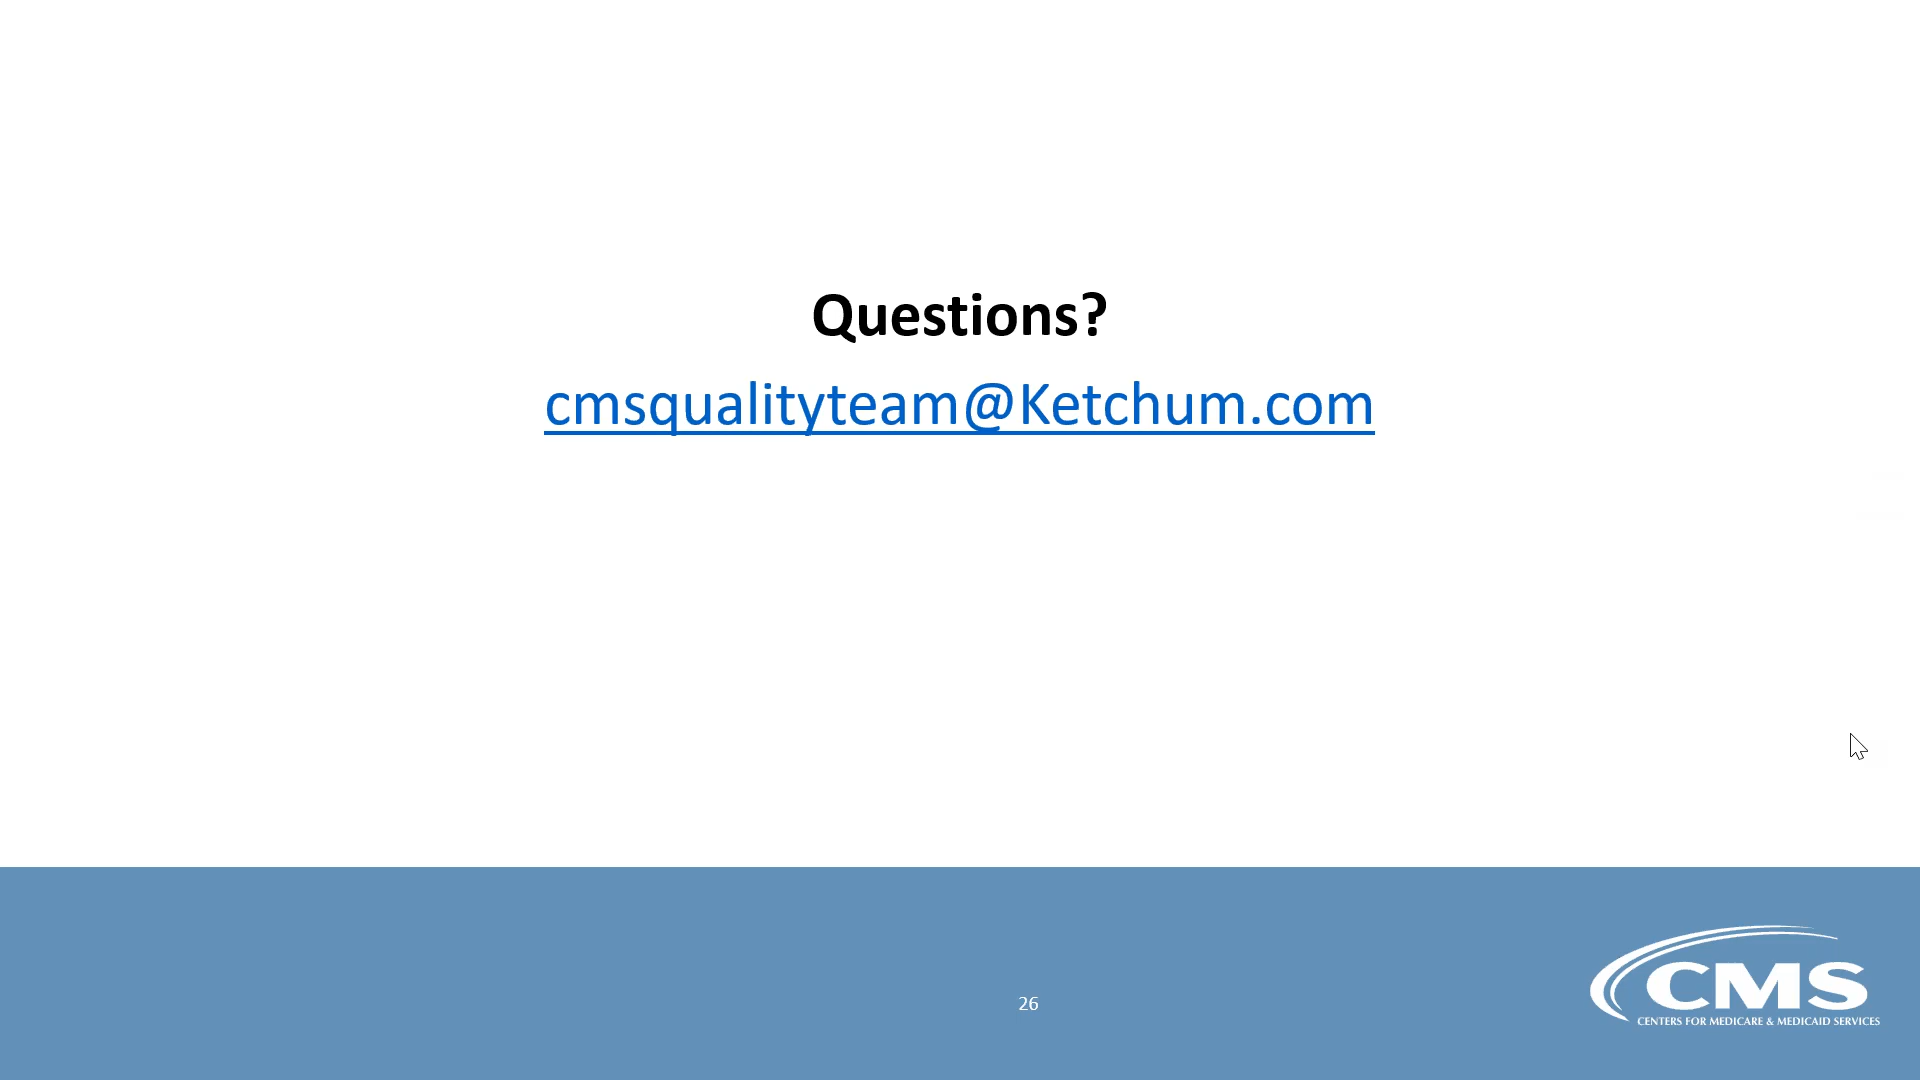 Questions?
cmsqualityteam@Ketchum.com
26
CMS
CENTERS FOR MEDICARE & MEDICAID SERVICES